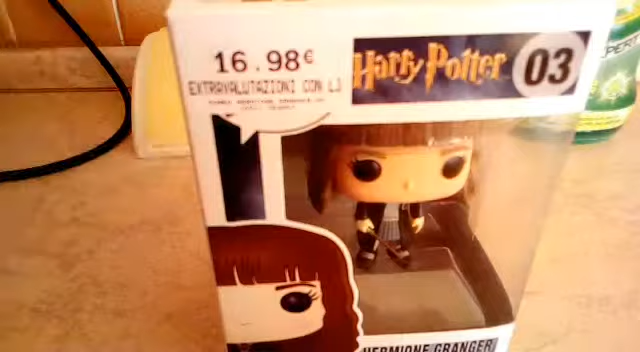 16.98€
EXTRAVALUTAZIONI CON LI
Harry Potter
03
HERMIONE GRANGER